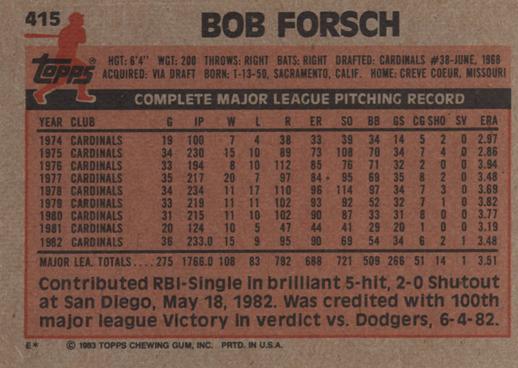 415
BOB FORSCH
Topps
HGT: 6'4" WGT: 200 THROWS: RIGHT BATS: RIGHT DRAFTED: CARDINALS #38-JUNE, 1968
ACQUIRED: VIA DRAFT BORN: 1-13-50, SACRAMENTO, CALIF. HOME: CREVE COEUR, MISSOURI
COMPLETE MAJOR LEAGUE PITCHING RECORD
YEAR CLUB G IP W L R ER SO BB GS CG SHO SV ERA
1974 CARDINALS 19 100 7 4 38 33 39 34 14 5 2 0 2.97
1975 CARDINALS 34 230 15 10 89 73 108 70 34 7 4 0 2.86
1976 CARDINALS 33 194 8 10 112 85 76 71 32 2 0 0 3.94
1977 CARDINALS 35 217 20 7 97 84 95 69 35 8 2 0 3.48
1978 CARDINALS 34 234 11 17 110 96 114 97 34 7 3 0 3.69
1979 CARDINALS 33 219 11 11 102 93 92 52 32 7 1 0 3.82
1980 CARDINALS 31 215 11 10 102 90 87 33 31 8 0 0 3.77
1981 CARDINALS 20 124 10 5 47 44 41 29 20 1 0 0 3.19
1982 CARDINALS 36 233.0 15 9 95 90 69 54 34 6 2 1 3.48
MAJOR LEA. TOTALS.... 275 1766.0 108 83 792 688 721 509 266 51 14 1 3.51
Contributed RBI-Single in brilliant 5-hit, 2-0 Shutout
at San Diego, May 18, 1982. Was credited with 100th
major league Victory in verdict vs. Dodgers, 6-4-82.
E* © 1983 TOPPS CHEWING GUM, INC. PRTD. IN U.S.A.